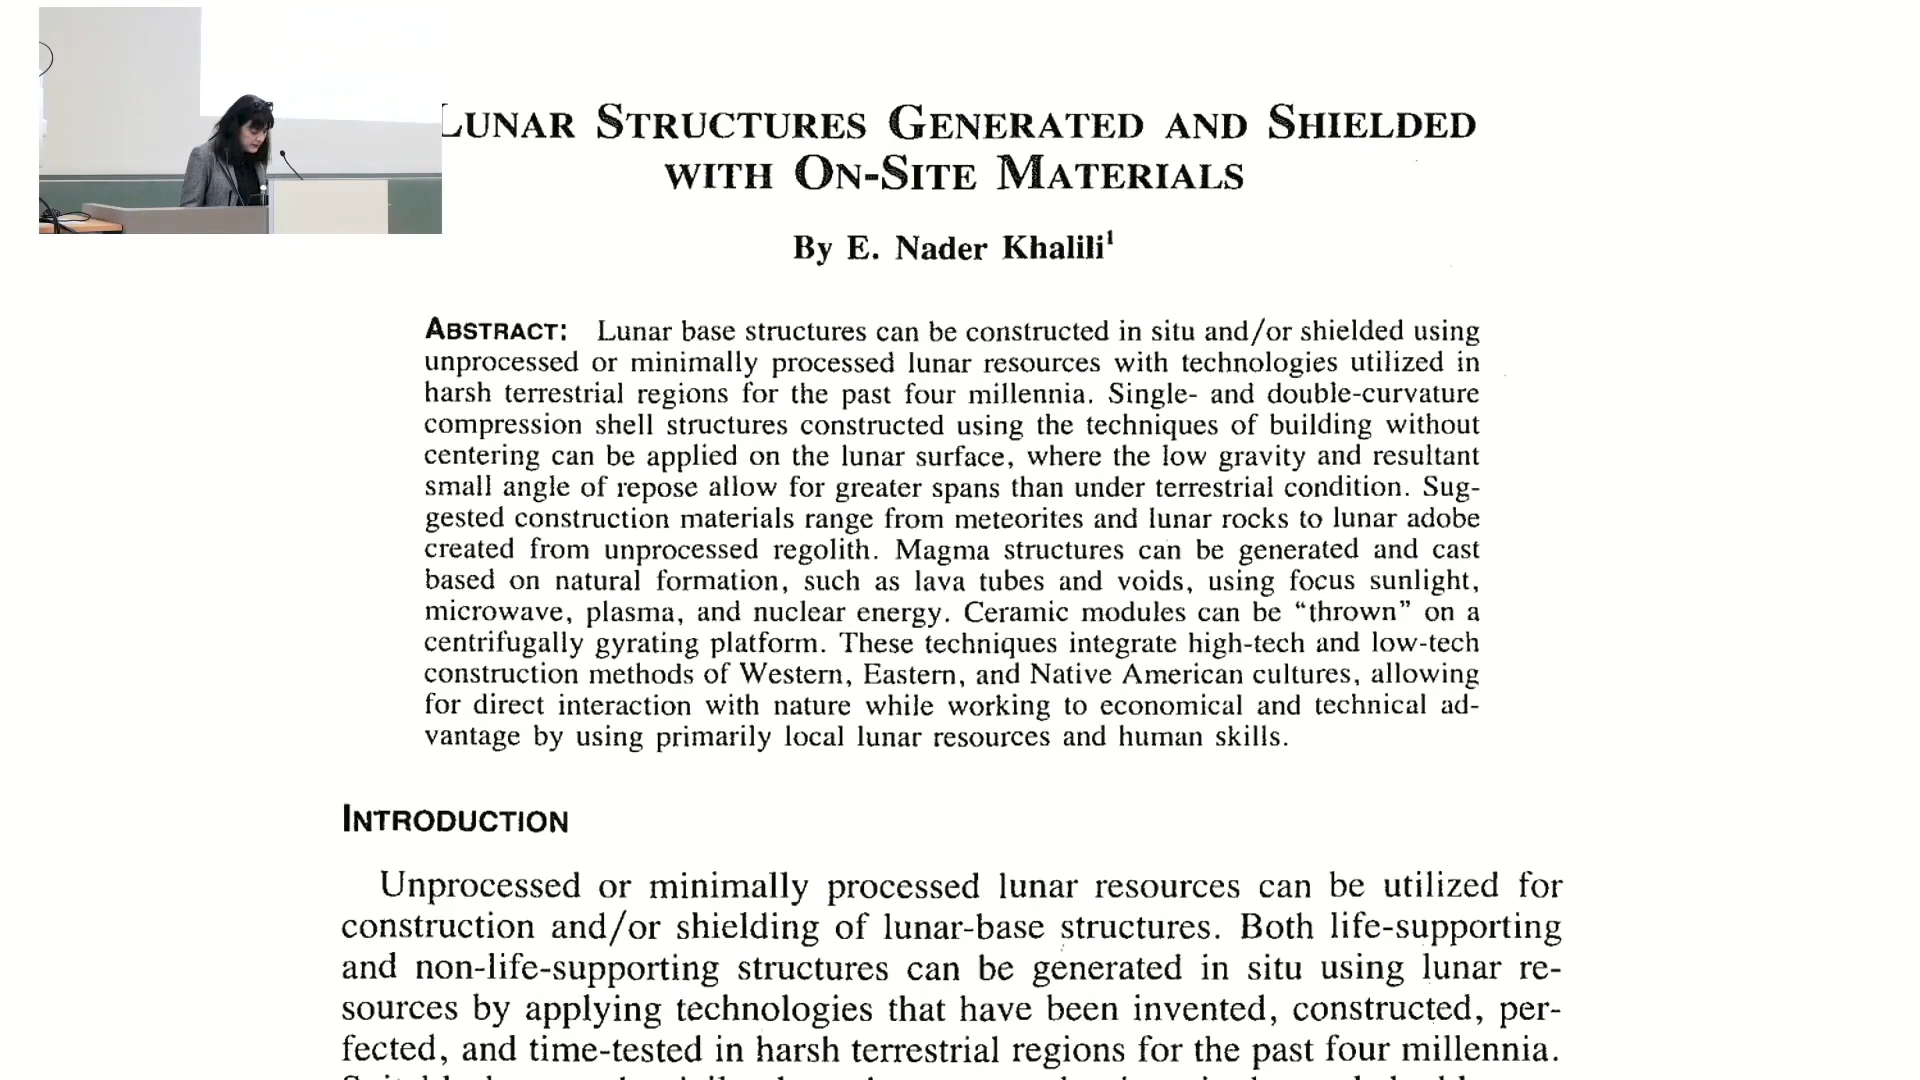 LUNAR STRUCTURES GENERATED AND SHIELDED
WITH ON-SITE MATERIALS
By E. Nader Khalili¹
ABSTRACT: Lunar base structures can be constructed in situ and/or shielded using
unprocessed or minimally processed lunar resources with technologies utilized in
harsh terrestrial regions for the past four millennia. Single- and double-curvature
compression shell structures constructed using the techniques of building without
centering can be applied on the lunar surface, where the low gravity and resultant
small angle of repose allow for greater spans than under terrestrial condition. Sug-
gested construction materials range from meteorites and lunar rocks to lunar adobe
created from unprocessed regolith. Magma structures can be generated and cast
based on natural formation, such as lava tubes and voids, using focus sunlight,
microwave, plasma, and nuclear energy. Ceramic modules can be “thrown” on a
centrifugally gyrating platform. These techniques integrate high-tech and low-tech
construction methods of Western, Eastern, and Native American cultures, allowing
for direct interaction with nature while working to economical and technical ad-
vantage by using primarily local lunar resources and human skills.
INTRODUCTION
Unprocessed or minimally processed lunar resources can be utilized for
construction and/or shielding of lunar-base structures. Both life-supporting
and non-life-supporting structures can be generated in situ using lunar re-
sources by applying technologies that have been invented, constructed, per-
fected, and time-tested in harsh terrestrial regions for the past four millennia.